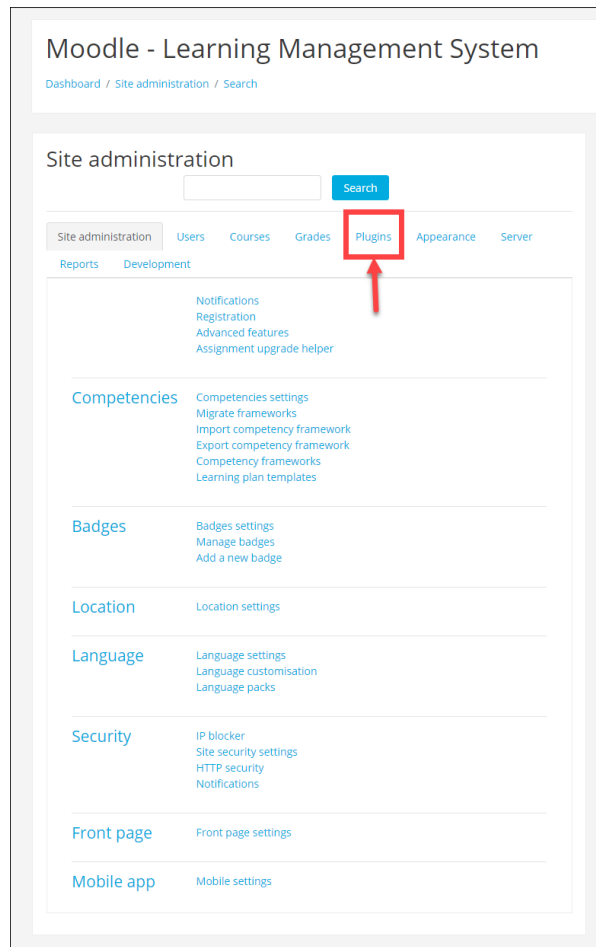 Moodle - Learning Management System
Dashboard / Site administration / Search
Site administration
Search
Site administration Users Courses Grades Plugins Appearance Server
Reports Development
Notifications
Registration
Advanced features
Assignment upgrade helper
Competencies Competencies settings
Migrate frameworks
Import competency framework
Export competency framework
Competency frameworks
Learning plan templates
Badges Badges settings
Manage badges
Add a new badge
Location Location settings
Language Language settings
Language customisation
Language packs
Security IP blocker
Site security settings
HTTP security
Notifications
Front page Front page settings
Mobile app Mobile settings